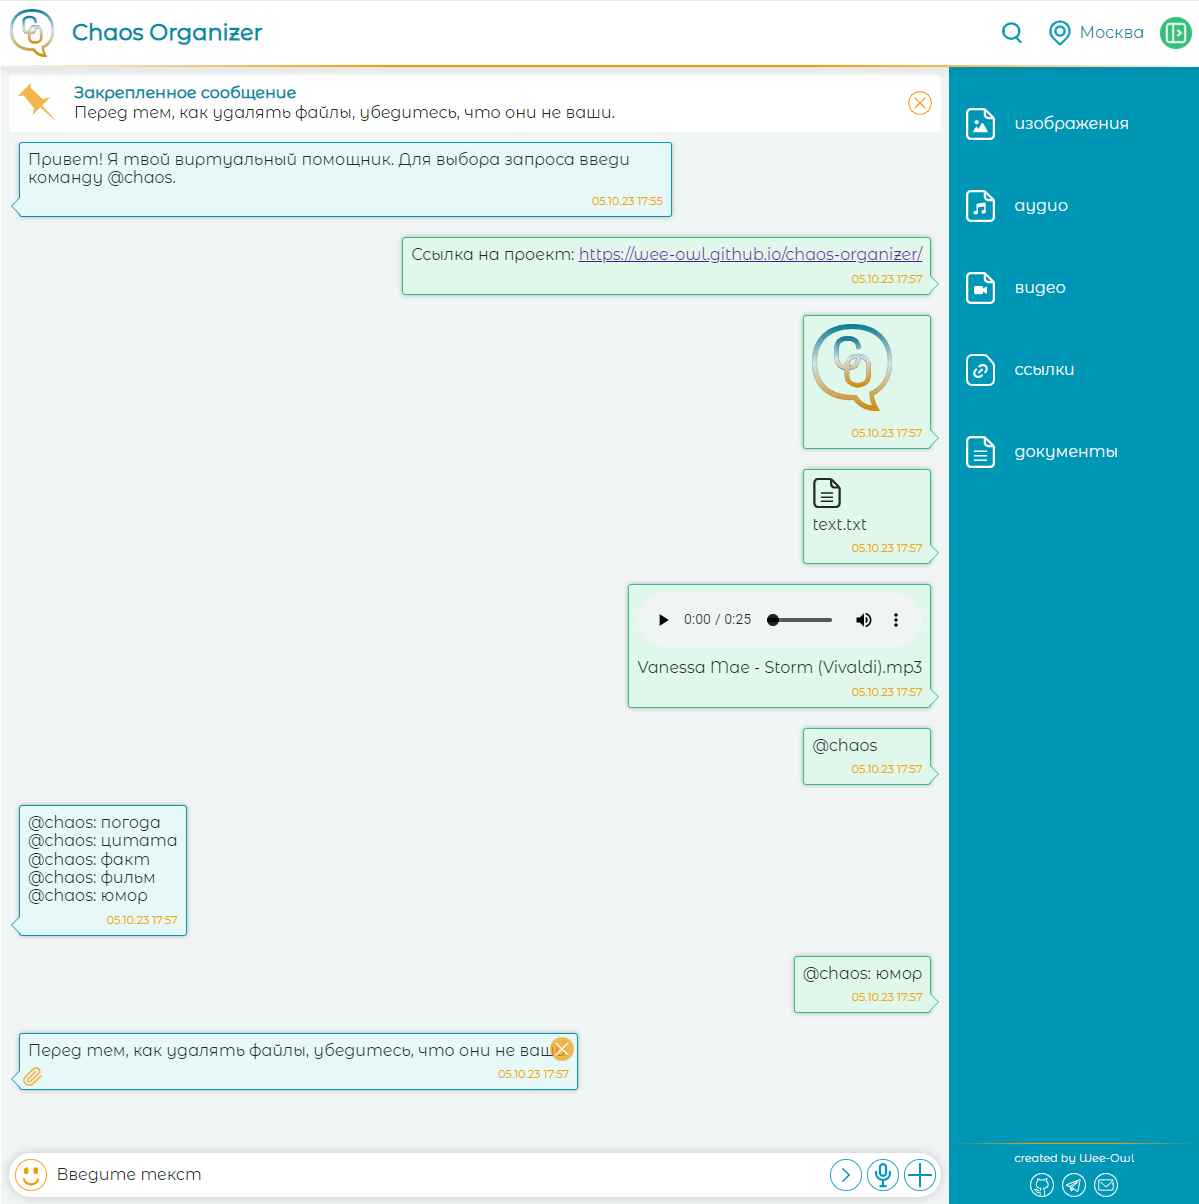 Chaos Organizer
Москва
Закрепленное сообщение
Перед тем, как удалять файлы, убедитесь, что они не ваши.
Привет! Я твой виртуальный помощник. Для выбора запроса введи
команду @chaos.
05.10.23 17:55
Ссылка на проект: https://wee-owl.github.io/chaos-organizer/
05.10.23 17:57
05.10.23 17:57
text.txt
05.10.23 17:57
0:00 / 0:25
Vanessa Mae - Storm (Vivaldi).mp3
05.10.23 17:57
@chaos
05.10.23 17:57
@chaos: погода
@chaos: цитата
@chaos: факт
@chaos: фильм
@chaos: юмор
05.10.23 17:57
@chaos: юмор
05.10.23 17:57
Перед тем, как удалять файлы, убедитесь, что они не ваши.
05.10.23 17:57
Введите текст
изображения
аудио
видео
ссылки
документы
created by Wee-Owl